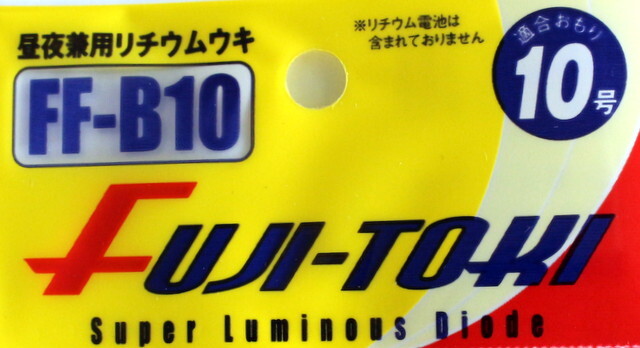 昼夜兼用リチウムウキ
FF-B10
※リチウム電池は
含まれておりません
適合おもり
10号
FUJI-TOKI
Super Luminous Diode